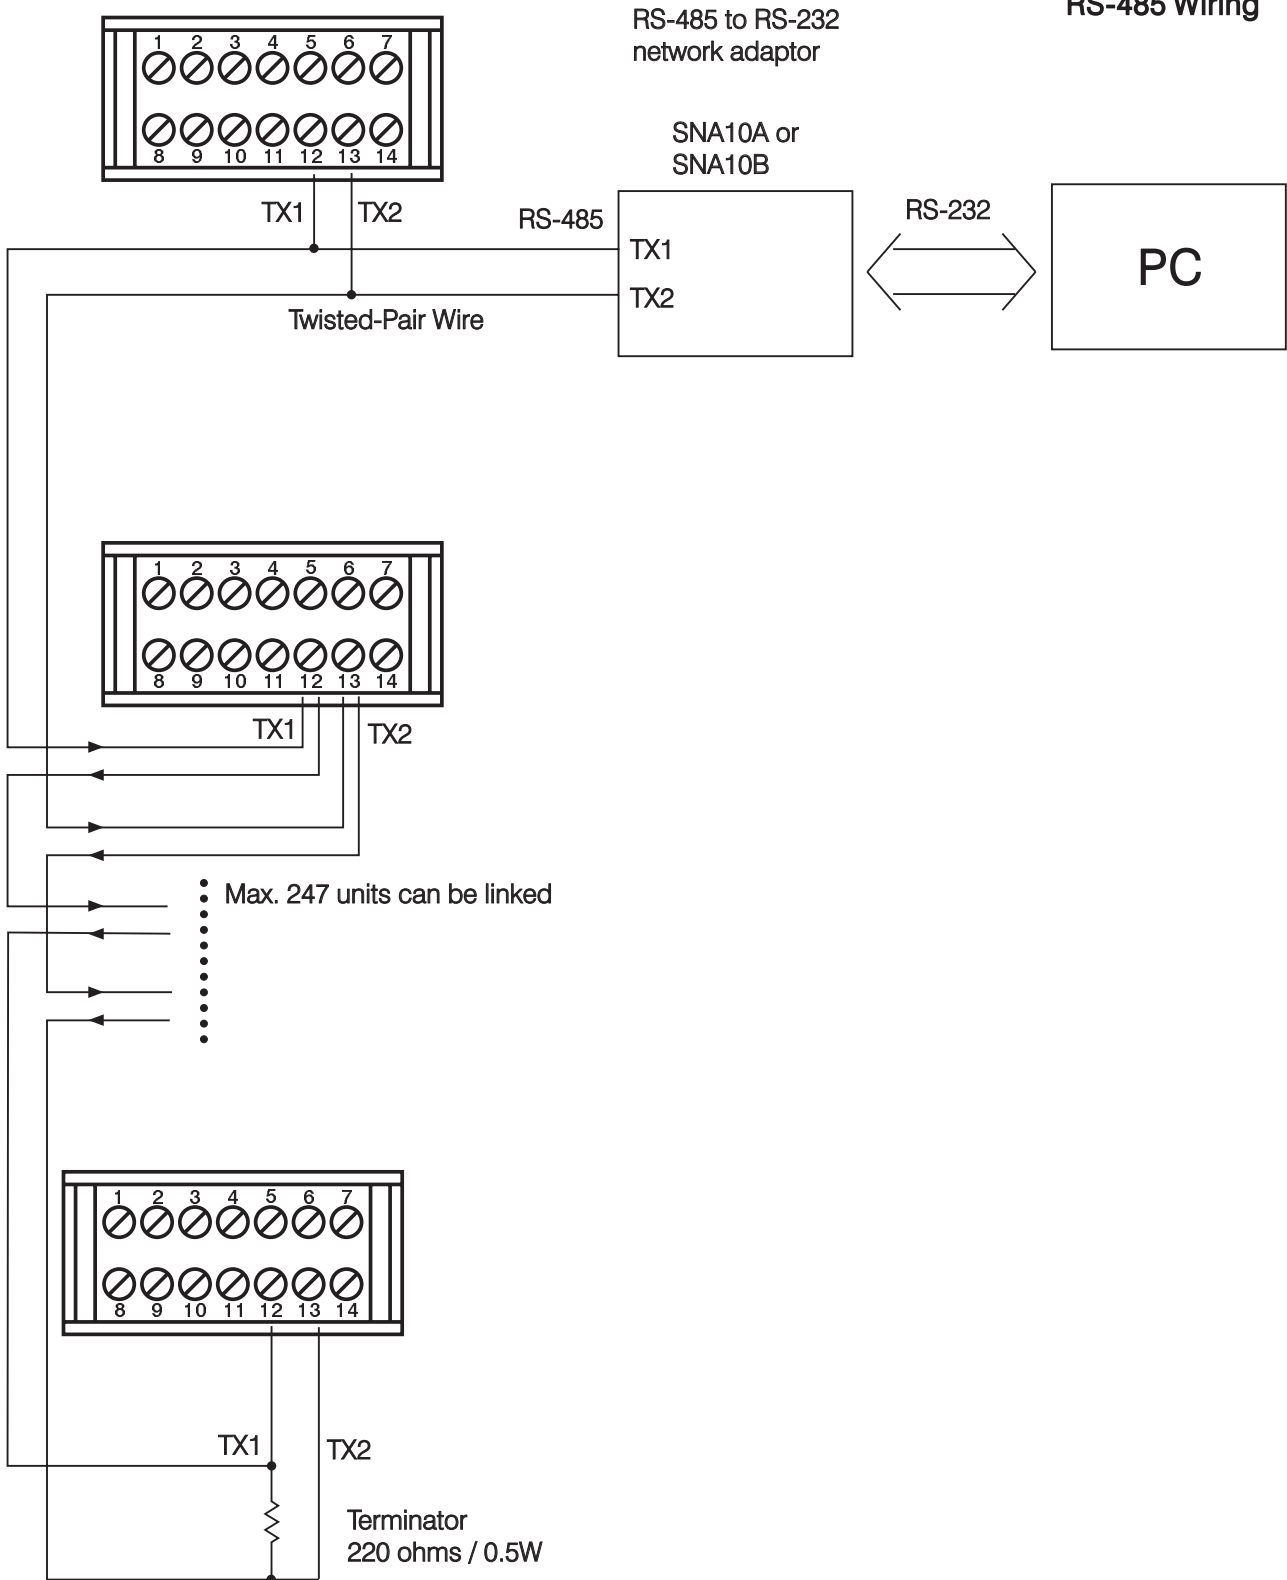 RS-485 Wiring
RS-485 to RS-232
network adaptor
1 2 3 4 5 6 7
8 9 10 11 12 13 14
SNA10A or
SNA10B
TX1 TX2
RS-485
TX1
TX2
RS-232
PC
Twisted-Pair Wire
1 2 3 4 5 6 7
8 9 10 11 12 13 14
TX1 TX2
Max. 247 units can be linked
1 2 3 4 5 6 7
8 9 10 11 12 13 14
TX1 TX2
Terminator
220 ohms / 0.5W